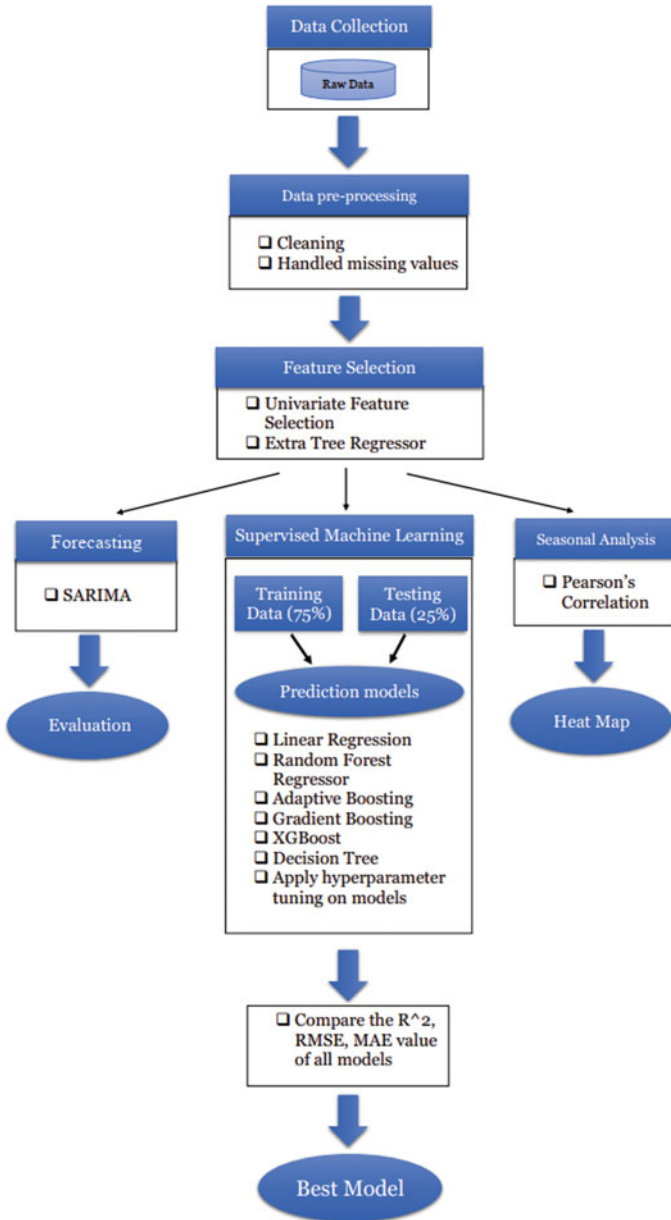 Data Collection
Raw Data
Data pre-processing
❑ Cleaning
❑ Handled missing values
Feature Selection
❑ Univariate Feature
Selection
❑ Extra Tree Regressor
Forecasting
❑ SARIMA
Evaluation
Supervised Machine Learning
Training
Data (75%)
Testing
Data (25%)
Prediction models
❑ Linear Regression
❑ Random Forest
Regressor
❑ Adaptive Boosting
❑ Gradient Boosting
❑ XGBoost
❑ Decision Tree
❑ Apply hyperparameter
tuning on models
Seasonal Analysis
❑ Pearson's
Correlation
Heat Map
❑ Compare the R^2,
RMSE, MAE value
of all models
Best Model